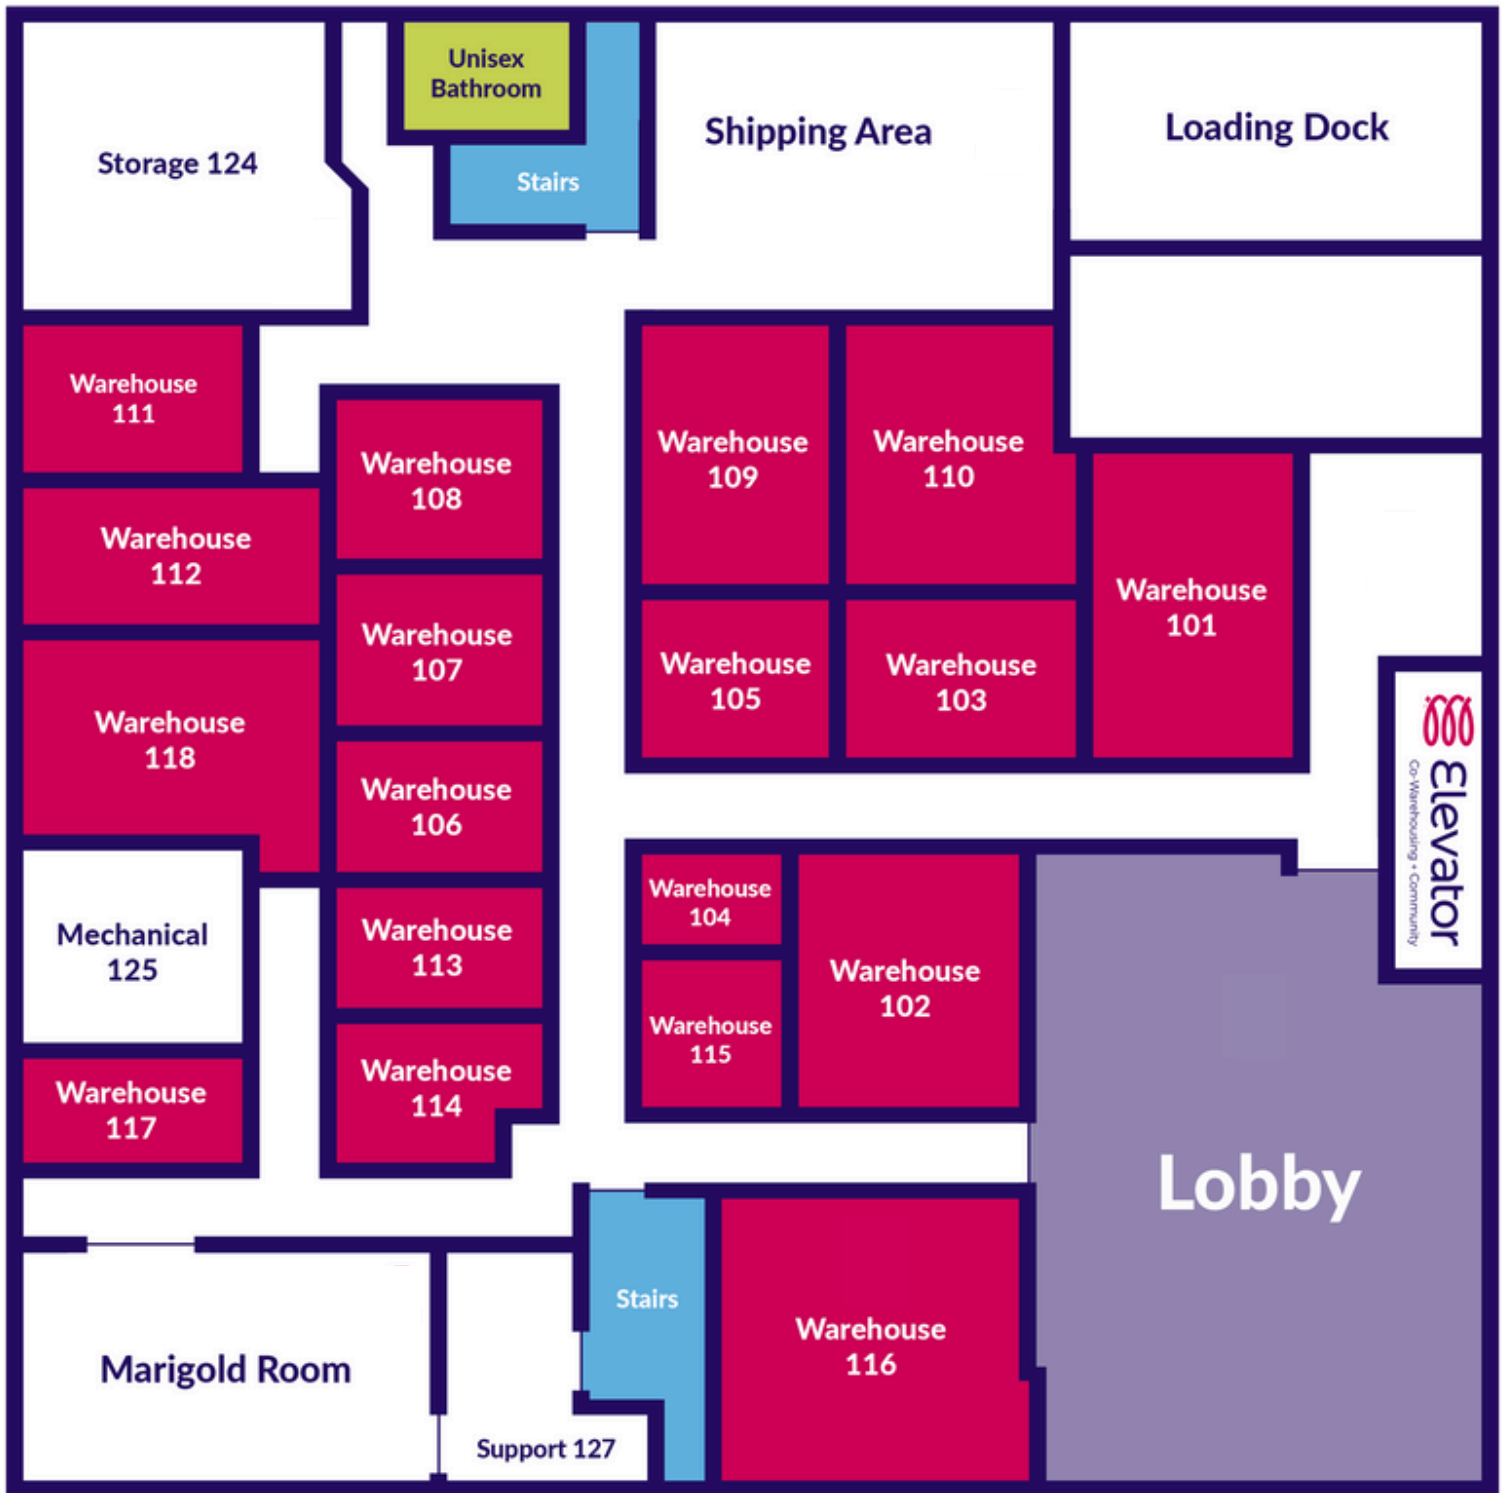 Unisex
Bathroom
Shipping Area
Loading Dock
Storage 124
Stairs
Warehouse
111
Warehouse
108
Warehouse
109
Warehouse
110
Warehouse
112
Warehouse
101
Warehouse
107
Warehouse
105
Warehouse
103
Warehouse
118
Elevator
Co-Warehousing + Community
Warehouse
106
Warehouse
104
Mechanical
125
Warehouse
113
Warehouse
102
Warehouse
115
Warehouse
114
Warehouse
117
Lobby
Stairs
Warehouse
116
Marigold Room
Support 127